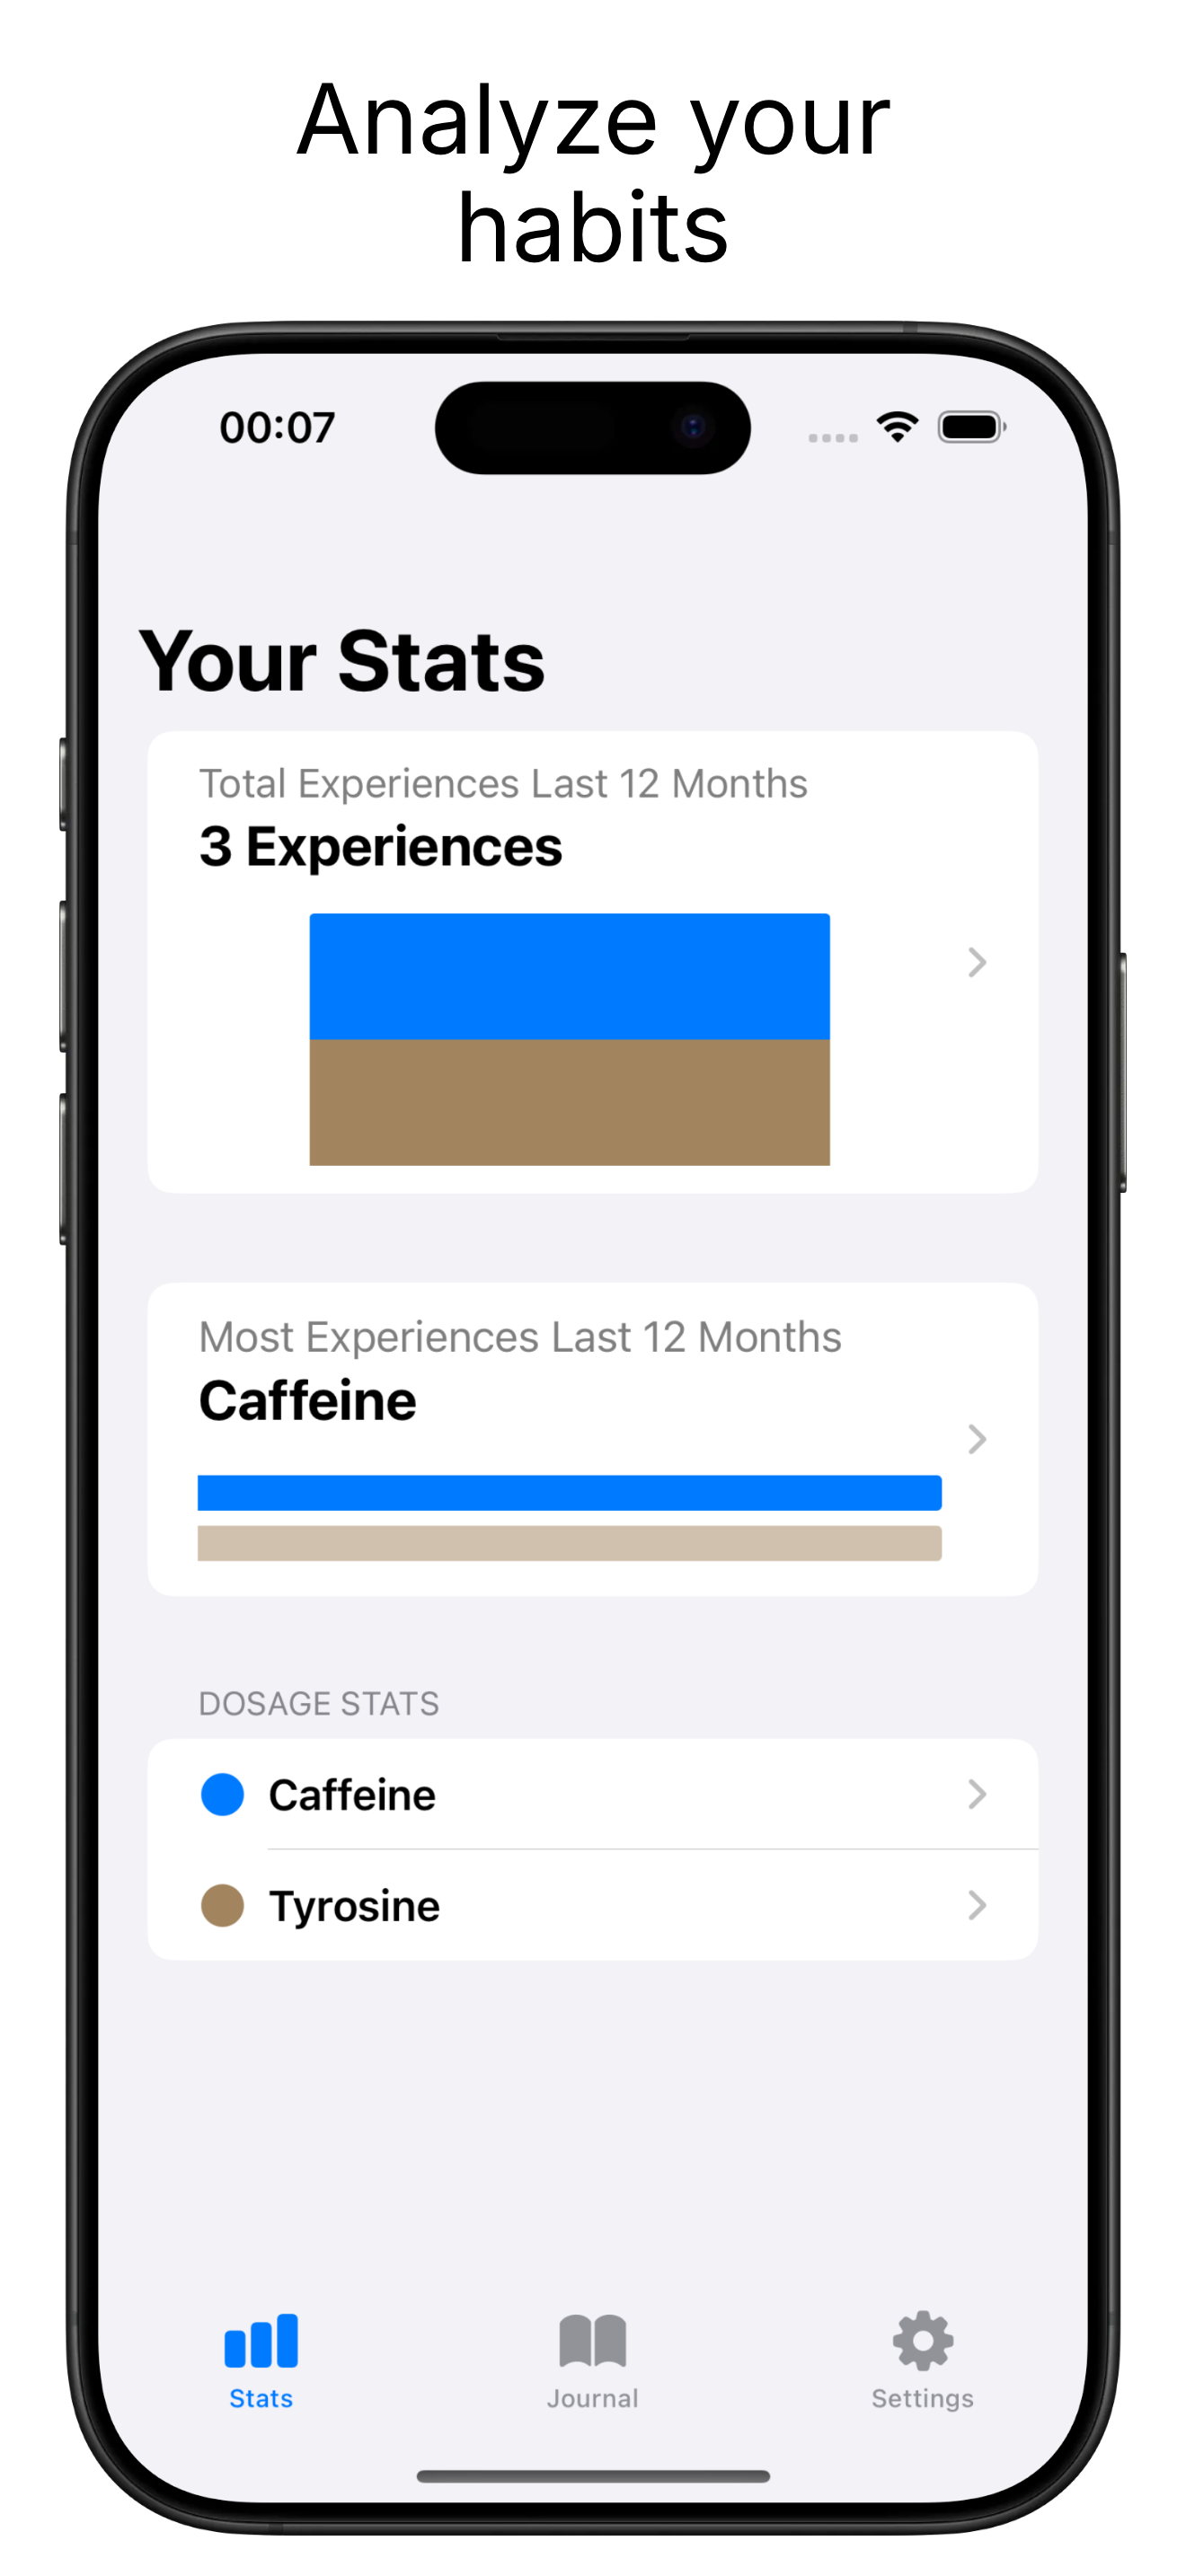 Analyze your
habits
00:07
Your Stats
Total Experiences Last 12 Months
3 Experiences
Most Experiences Last 12 Months
Caffeine
DOSAGE STATS
Caffeine
Tyrosine
Stats
Journal
Settings